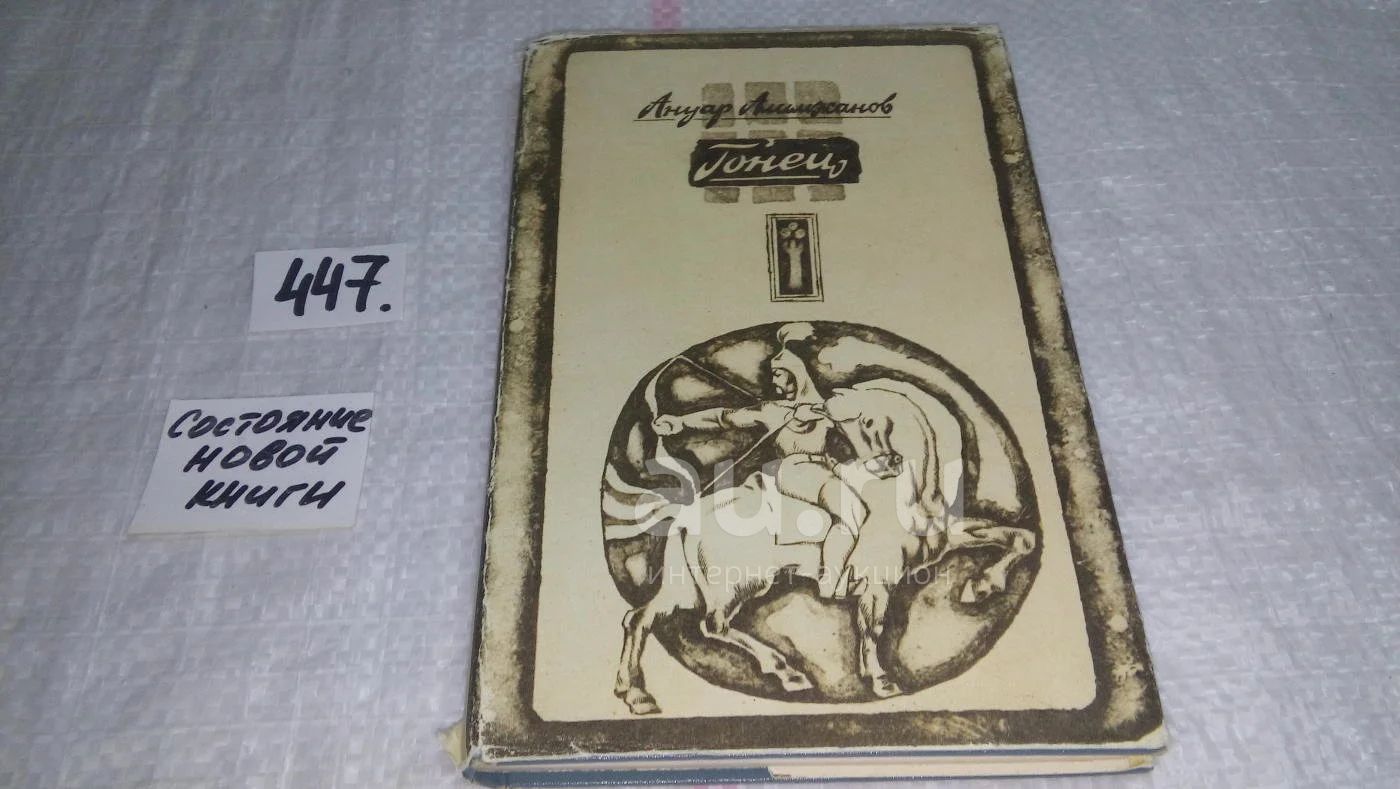 Ануар Алимжанов
Гонец
447.
Состояние
новой
книги
au.ru
интернет-аукцион